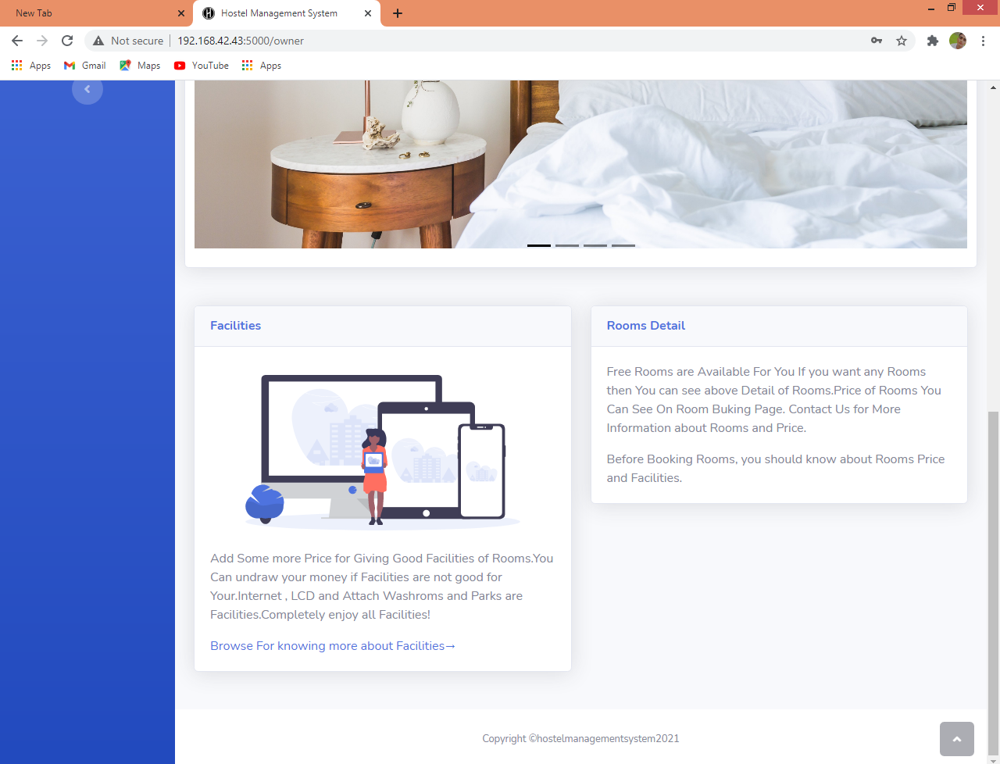 New Tab
Hostel Management System
Not secure
192.168.42.43:5000/owner
Apps
Gmail
Maps
YouTube
Apps
Facilities
Add Some more Price for Giving Good Facilities of Rooms.You
Can undraw your money if Facilities are not good for
Your.Internet , LCD and Attach Washroms and Parks are
Facilities.Completely enjoy all Facilities!
Browse For knowing more about Facilities→
Rooms Detail
Free Rooms are Available For You If you want any Rooms
then You can see above Detail of Rooms.Price of Rooms You
Can See On Room Buking Page. Contact Us for More
Information about Rooms and Price.
Before Booking Rooms, you should know about Rooms Price
and Facilities.
Copyright ©hostelmanagementsystem2021